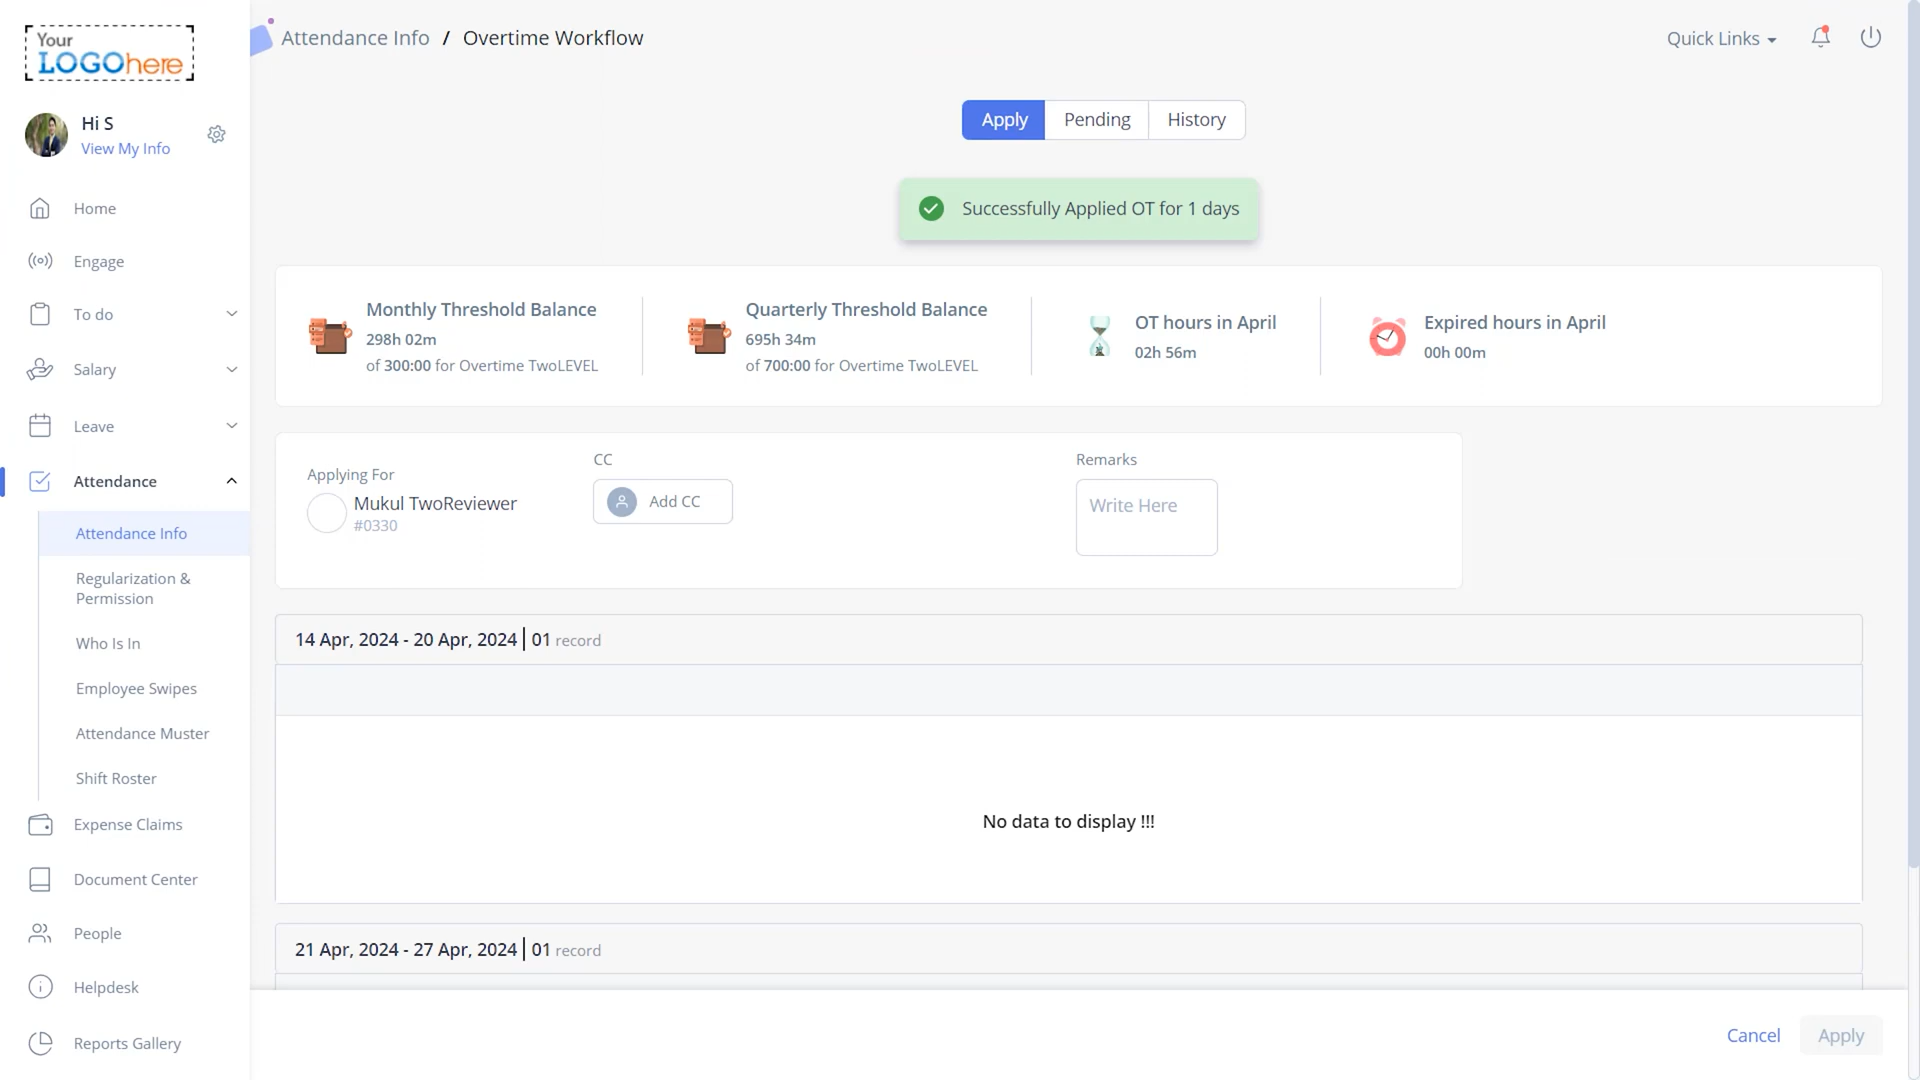 Your
LOGOhere
Hi S
View My Info
Home
Engage
To do
Salary
Leave
Attendance
Attendance Info
Regularization &
Permission
Who Is In
Employee Swipes
Attendance Muster
Shift Roster
Expense Claims
Document Center
People
Helpdesk
Reports Gallery
Attendance Info / Overtime Workflow
Quick Links
Apply Pending History
Successfully Applied OT for 1 days
Monthly Threshold Balance
298h 02m
of 300:00 for Overtime TwoLEVEL
Quarterly Threshold Balance
695h 34m
of 700:00 for Overtime TwoLEVEL
OT hours in April
02h 56m
Expired hours in April
00h 00m
Applying For
Mukul TwoReviewer
#0330
CC
Add CC
Remarks
Write Here
14 Apr, 2024 - 20 Apr, 2024 | 01 record
No data to display !!!
21 Apr, 2024 - 27 Apr, 2024 | 01 record
Cancel Apply